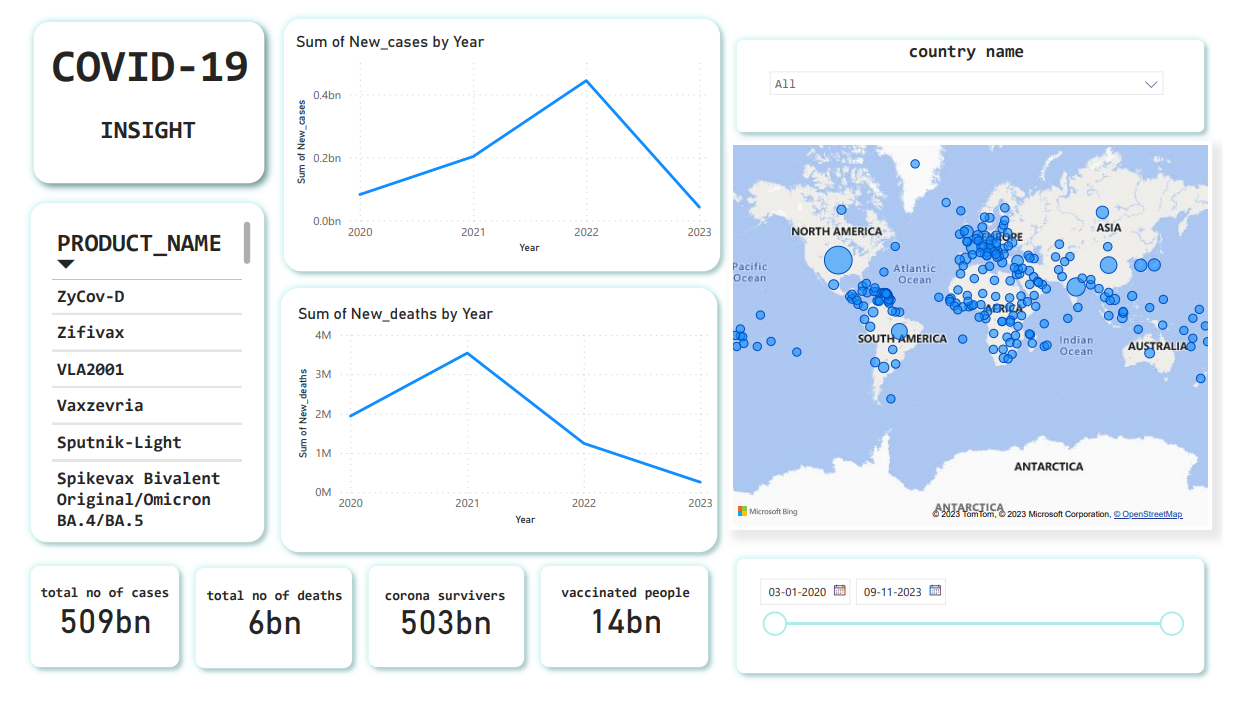 COVID-19
INSIGHT
PRODUCT_NAME
ZyCov-D
Zifivax
VLA2001
Vaxzevria
Sputnik-Light
Spikevax Bivalent
Original/Omicron
BA.4/BA.5
Sum of New_cases by Year
Sum of New_cases
0.4bn
0.2bn
0.0bn
2020 2021 2022 2023
Year
Sum of New_deaths by Year
Sum of New_deaths
4M
3M
2M
1M
0M
2020 2021 2022 2023
Year
country name
All
NORTH AMERICA
EUROPE
ASIA
Pacific
Ocean
Atlantic
Ocean
AFRICA
SOUTH AMERICA
Indian
Ocean
AUSTRALIA
ANTARCTICA
ANTARCTICA
Microsoft Bing
© 2023 TomTom, © 2023 Microsoft Corporation, © OpenStreetMap
total no of cases
509bn
total no of deaths
6bn
corona survivers
503bn
vaccinated people
14bn
03-01-2020 09-11-2023